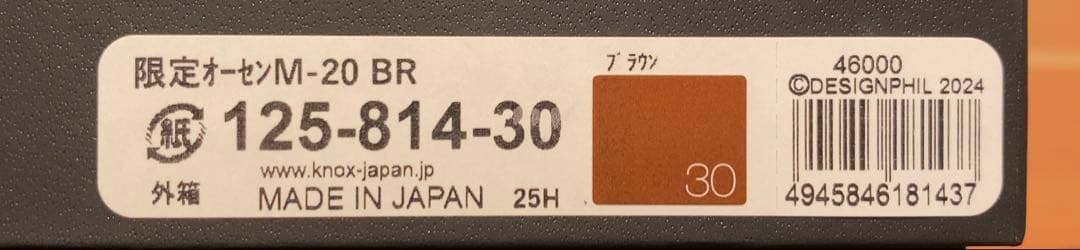 限定ｵｰｾﾝM-20 BR
紙 125-814-30
www.knox-japan.jp
外箱 MADE IN JAPAN 25H
ﾌﾞﾗｳﾝ
30
46000
©DESIGNPHIL 2024
4945846181437